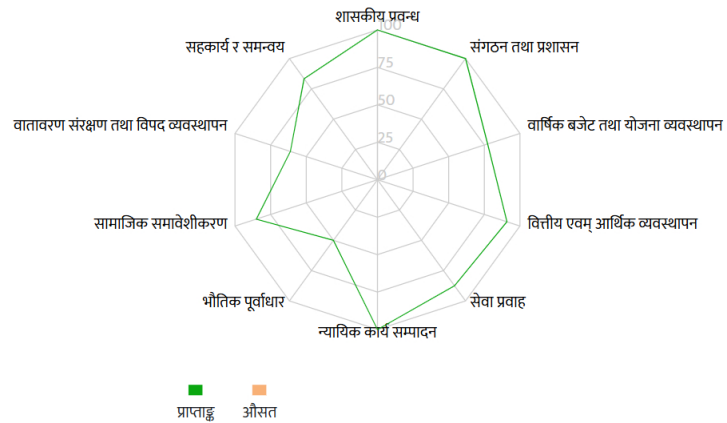 शासकीय प्रवन्ध
100
सहकार्य र समन्वय
संगठन तथा प्रशासन
75
50
वातावरण संरक्षण तथा विपद व्यवस्थापन
वार्षिक बजेट तथा योजना व्यवस्थापन
25
0
सामाजिक समावेशीकरण
वित्तीय एवम् आर्थिक व्यवस्थापन
भौतिक पूर्वाधार
सेवा प्रवाह
न्यायिक कार्य सम्पादन
प्राप्ताङ्क
औसत